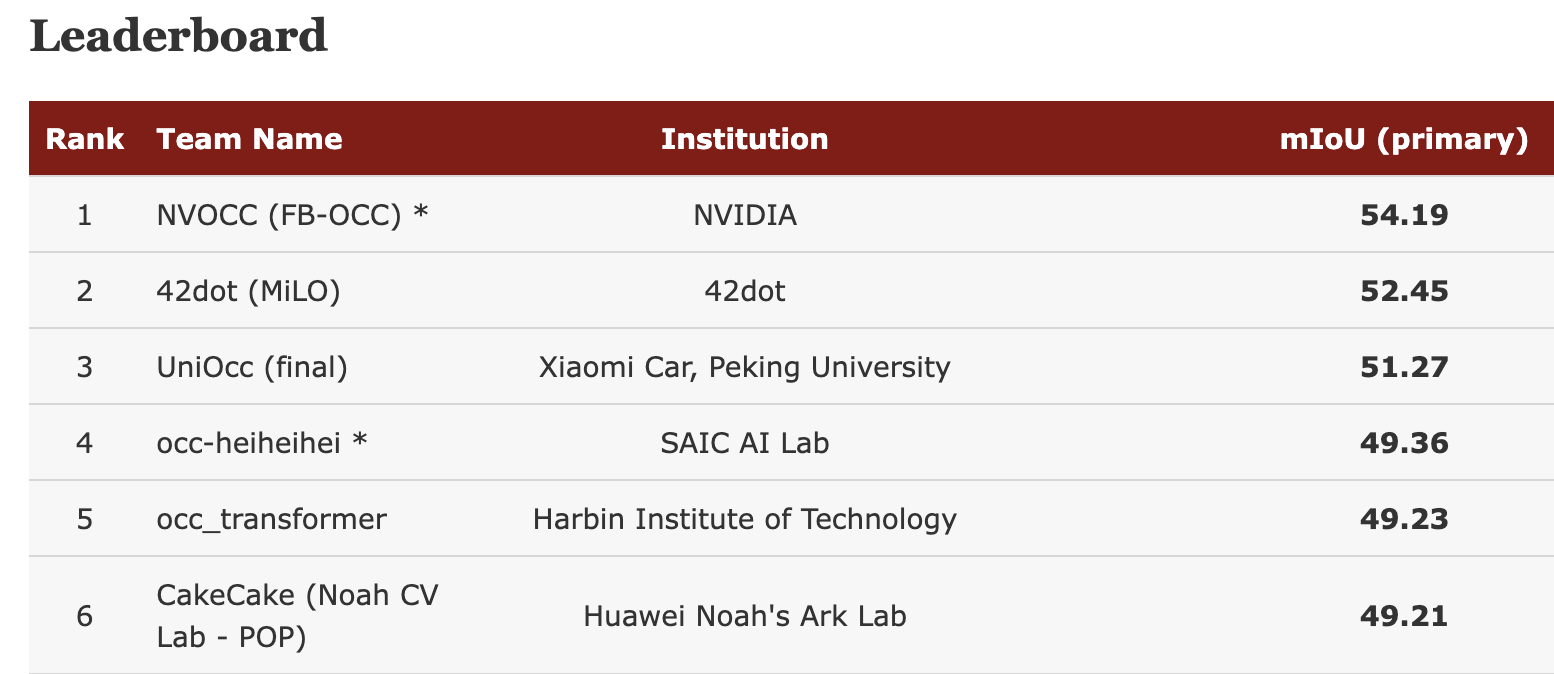 Leaderboard
Rank Team Name Institution mIoU (primary)
1 NVOCC (FB-OCC) * NVIDIA 54.19
2 42dot (MiLO) 42dot 52.45
3 UniOcc (final) Xiaomi Car, Peking University 51.27
4 occ-heiheihei * SAIC AI Lab 49.36
5 occ_transformer Harbin Institute of Technology 49.23
6 CakeCake (Noah CV Lab - POP) Huawei Noah's Ark Lab 49.21